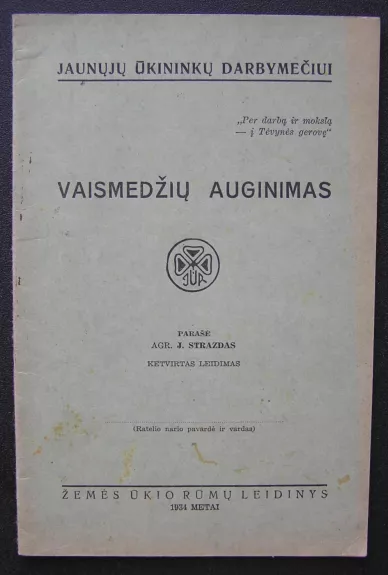 JAUNŲJŲ ŪKININKŲ DARBYMEČIUI
„Per darbą ir mokslą
— į Tėvynės gerovę“
VAISMEDŽIŲ AUGINIMAS
JŪR
PARAŠĖ
AGR. J. STRAZDAS
KETVIRTAS LEIDIMAS
(Ratelio nario pavardė ir vardas)
ŽEMĖS ŪKIO RŪMŲ LEIDINYS
1934 METAI